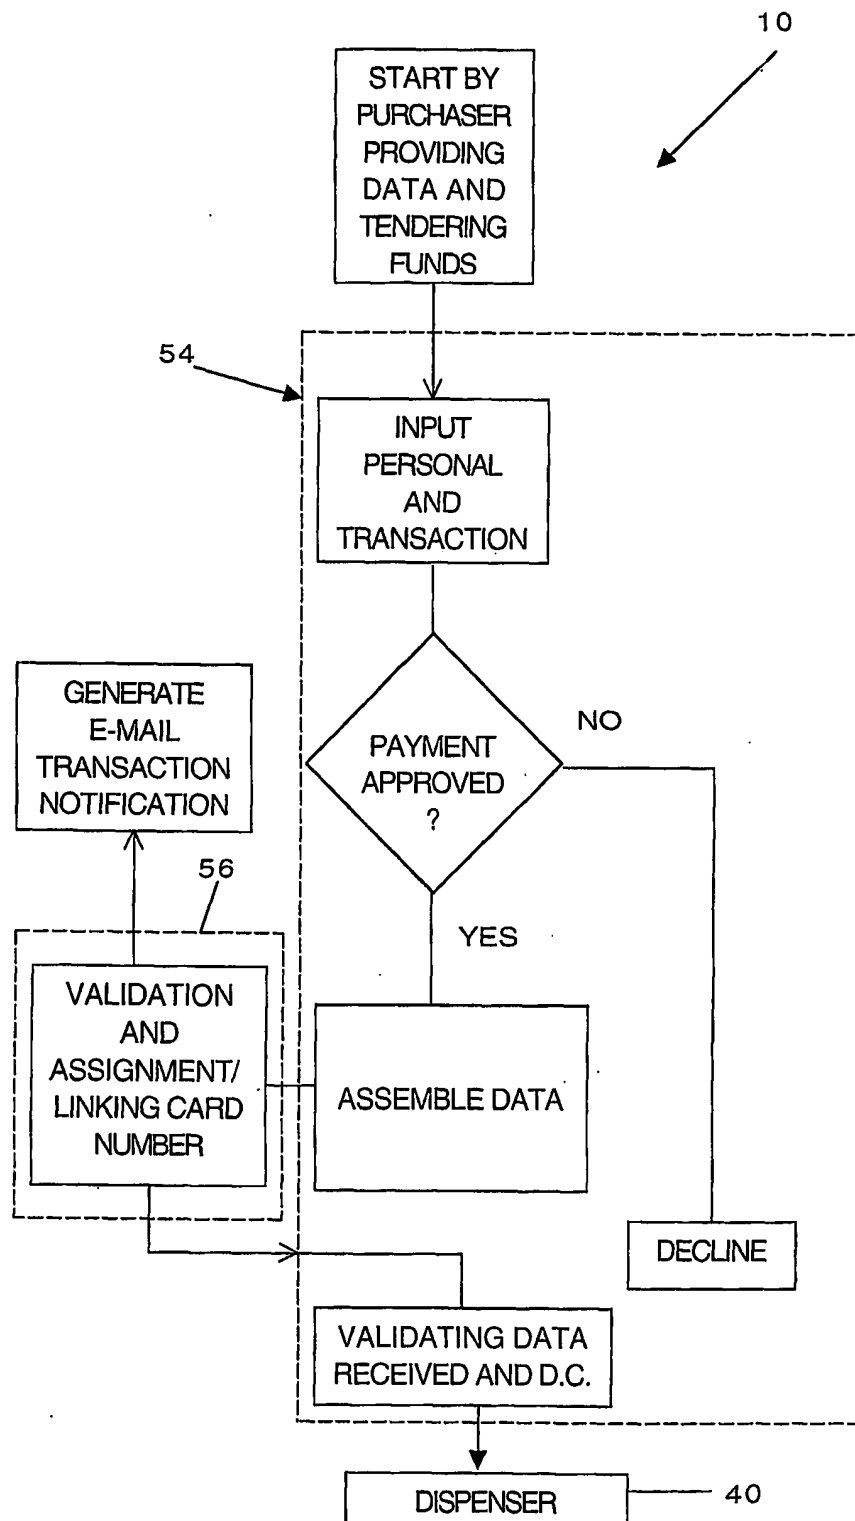 10
START BY
PURCHASER
PROVIDING
DATA AND
TENDERING
FUNDS
54
INPUT
PERSONAL
AND
TRANSACTION
GENERATE
E-MAIL
TRANSACTION
NOTIFICATION
PAYMENT
APPROVED
?
NO
56
YES
VALIDATION
AND
ASSIGNMENT/
LINKING CARD
NUMBER
ASSEMBLE DATA
DECLINE
VALIDATING DATA
RECEIVED AND D.C.
DISPENSER
40